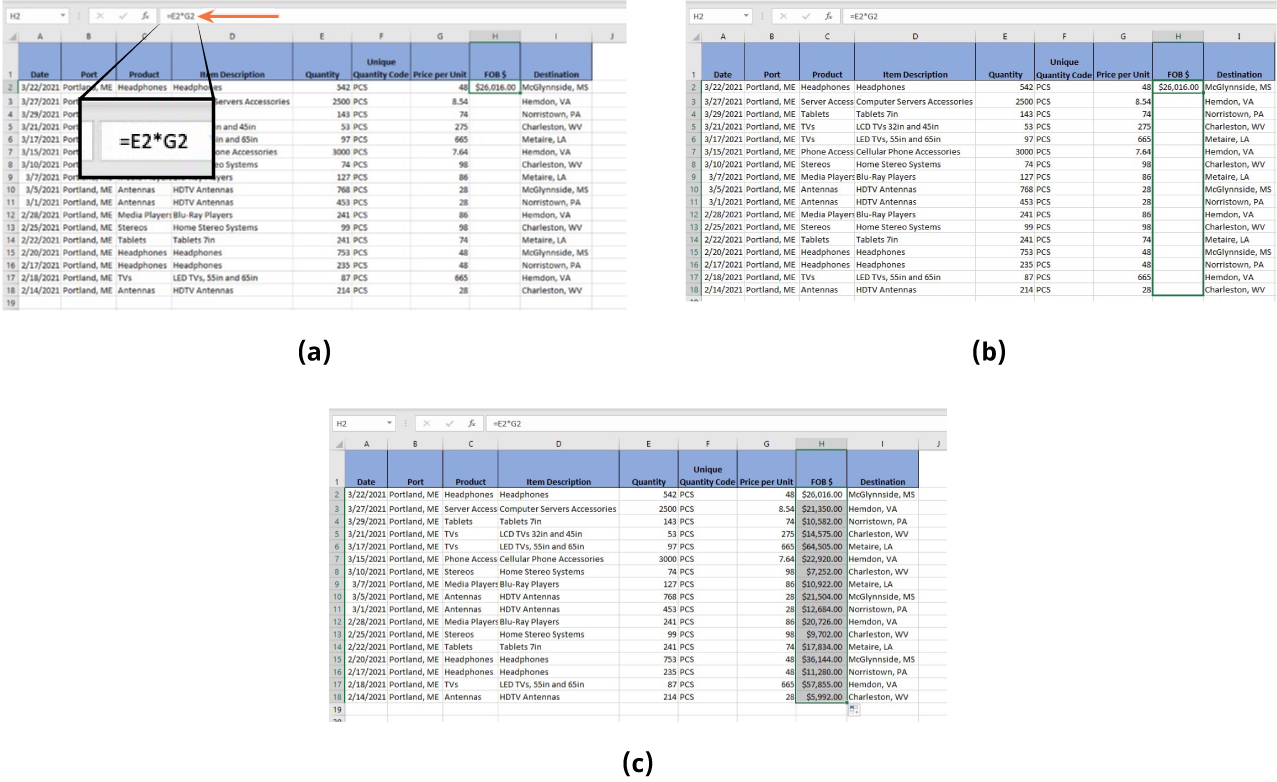 H2 =E2*G2
A B C D E F G H I J
1 Date Port Product Item Description Quantity Unique Quantity Code Price per Unit FOB $ Destination
2 3/22/2021 Portland, ME Headphones Headphones 542 PCS 48 $26,016.00 McGlynnside, MS
3 3/27/2021 Port Servers Accessories 2500 PCS 8.54 Hemdon, VA
4 3/29/2021 Port 143 PCS 74 Norristown, PA
5 3/21/2021 Port in and 45in 53 PCS 275 Charleston, WV
6 3/17/2021 Port in and 65in 97 PCS 665 Metaire, LA
7 3/15/2021 Port one Accessories 3000 PCS 7.64 Hemdon, VA
8 3/10/2021 Port eo Systems 74 PCS 98 Charleston, WV
9 3/7/2021 Portland, ME Media Players Blu-Ray Players 127 PCS 86 Metaire, LA
10 3/5/2021 Portland, ME Antennas HDTV Antennas 768 PCS 28 McGlynnside, MS
11 3/1/2021 Portland, ME Antennas HDTV Antennas 453 PCS 28 Norristown, PA
12 2/28/2021 Portland, ME Media Players Blu-Ray Players 241 PCS 86 Hemdon, VA
13 2/25/2021 Portland, ME Stereos Home Stereo Systems 99 PCS 98 Charleston, WV
14 2/22/2021 Portland, ME Tablets Tablets 7in 241 PCS 74 Metaire, LA
15 2/20/2021 Portland, ME Headphones Headphones 753 PCS 48 McGlynnside, MS
16 2/17/2021 Portland, ME Headphones Headphones 235 PCS 48 Norristown, PA
17 2/18/2021 Portland, ME TVs LED TVs, 55in and 65in 87 PCS 665 Hemdon, VA
18 2/14/2021 Portland, ME Antennas HDTV Antennas 214 PCS 28 Charleston, WV
19
=E2*G2
(a)
H2 =E2*G2
A B C D E F G H I
1 Date Port Product Item Description Quantity Unique Quantity Code Price per Unit FOB $ Destination
2 3/22/2021 Portland, ME Headphones Headphones 542 PCS 48 $26,016.00 McGlynnside, MS
3 3/27/2021 Portland, ME Server Access Computer Servers Accessories 2500 PCS 8.54 Hemdon, VA
4 3/29/2021 Portland, ME Tablets Tablets 7in 143 PCS 74 Norristown, PA
5 3/21/2021 Portland, ME TVs LCD TVs 32in and 45in 53 PCS 275 Charleston, WV
6 3/17/2021 Portland, ME TVs LED TVs, 55in and 65in 97 PCS 665 Metaire, LA
7 3/15/2021 Portland, ME Phone Access Cellular Phone Accessories 3000 PCS 7.64 Hemdon, VA
8 3/10/2021 Portland, ME Stereos Home Stereo Systems 74 PCS 98 Charleston, WV
9 3/7/2021 Portland, ME Media Players Blu-Ray Players 127 PCS 86 Metaire, LA
10 3/5/2021 Portland, ME Antennas HDTV Antennas 768 PCS 28 McGlynnside, MS
11 3/1/2021 Portland, ME Antennas HDTV Antennas 453 PCS 28 Norristown, PA
12 2/28/2021 Portland, ME Media Players Blu-Ray Players 241 PCS 86 Hemdon, VA
13 2/25/2021 Portland, ME Stereos Home Stereo Systems 99 PCS 98 Charleston, WV
14 2/22/2021 Portland, ME Tablets Tablets 7in 241 PCS 74 Metaire, LA
15 2/20/2021 Portland, ME Headphones Headphones 753 PCS 48 McGlynnside, MS
16 2/17/2021 Portland, ME Headphones Headphones 235 PCS 48 Norristown, PA
17 2/18/2021 Portland, ME TVs LED TVs, 55in and 65in 87 PCS 665 Hemdon, VA
18 2/14/2021 Portland, ME Antennas HDTV Antennas 214 PCS 28 Charleston, WV
(b)
H2 fx =E2*G2
A B C D E F G H I J
1 Date Port Product Item Description Quantity Unique Quantity Code Price per Unit FOB $ Destination
2 3/22/2021 Portland, ME Headphones Headphones 542 PCS 48 $26,016.00 McGlynnside, MS
3 3/27/2021 Portland, ME Server Access Computer Servers Accessories 2500 PCS 8.54 $21,350.00 Hemdon, VA
4 3/29/2021 Portland, ME Tablets Tablets 7in 143 PCS 74 $10,582.00 Norristown, PA
5 3/21/2021 Portland, ME TVs LCD TVs 32in and 45in 53 PCS 275 $14,575.00 Charleston, WV
6 3/17/2021 Portland, ME TVs LED TVs, 55in and 65in 97 PCS 665 $64,505.00 Metaire, LA
7 3/15/2021 Portland, ME Phone Access Cellular Phone Accessories 3000 PCS 7.64 $22,920.00 Hemdon, VA
8 3/10/2021 Portland, ME Stereos Home Stereo Systems 74 PCS 98 $7,252.00 Charleston, WV
9 3/7/2021 Portland, ME Media Players Blu-Ray Players 127 PCS 86 $10,922.00 Metaire, LA
10 3/5/2021 Portland, ME Antennas HDTV Antennas 768 PCS 28 $21,504.00 McGlynnside, MS
11 3/1/2021 Portland, ME Antennas HDTV Antennas 453 PCS 28 $12,684.00 Norristown, PA
12 2/28/2021 Portland, ME Media Players Blu-Ray Players 241 PCS 86 $20,726.00 Hemdon, VA
13 2/25/2021 Portland, ME Stereos Home Stereo Systems 99 PCS 98 $9,702.00 Charleston, WV
14 2/22/2021 Portland, ME Tablets Tablets 7in 241 PCS 74 $17,834.00 Metaire, LA
15 2/20/2021 Portland, ME Headphones Headphones 753 PCS 48 $36,144.00 McGlynnside, MS
16 2/17/2021 Portland, ME Headphones Headphones 235 PCS 48 $11,280.00 Norristown, PA
17 2/18/2021 Portland, ME TVs LED TVs, 55in and 65in 87 PCS 665 $57,855.00 Hemdon, VA
18 2/14/2021 Portland, ME Antennas HDTV Antennas 214 PCS 28 $5,992.00 Charleston, WV
19
(c)